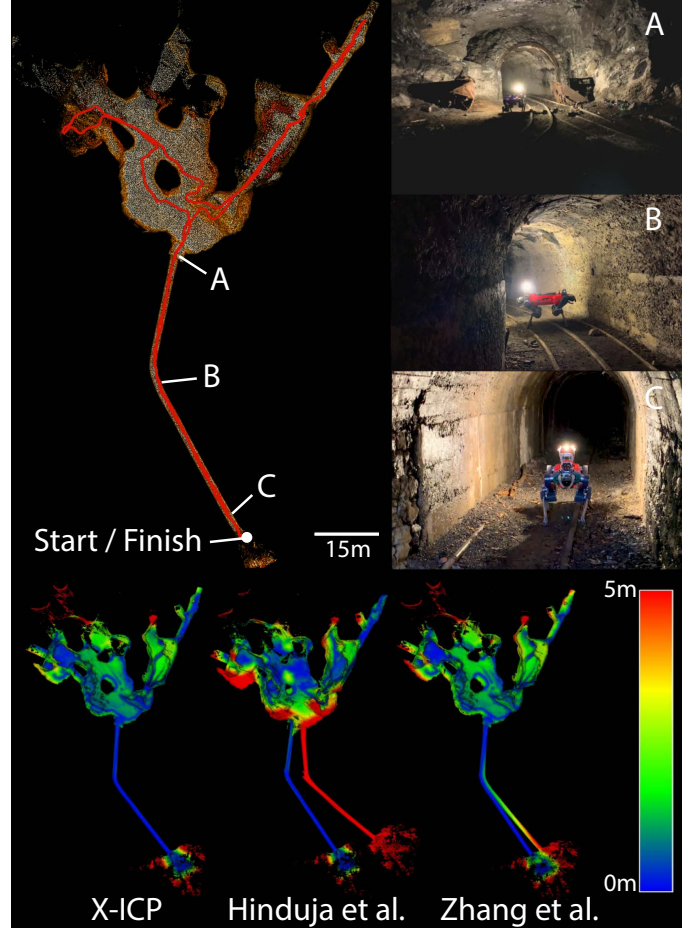 A
B
C
A
B
C
Start / Finish
15m
5m
0m
X-ICP
Hinduja et al.
Zhang et al.